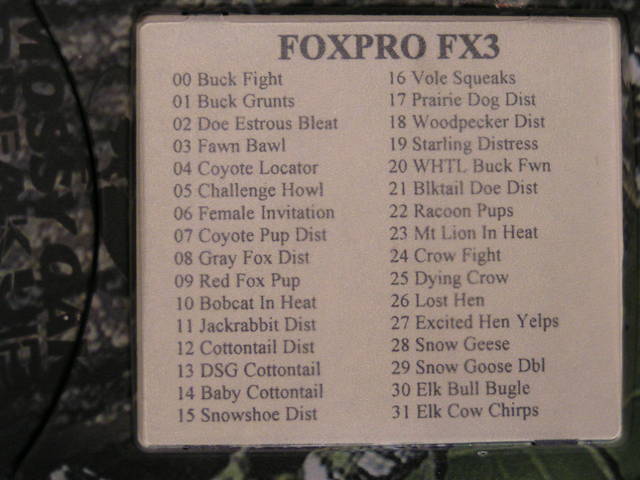 FOXPRO FX3
00 Buck Fight
01 Buck Grunts
02 Doe Estrous Bleat
03 Fawn Bawl
04 Coyote Locator
05 Challenge Howl
06 Female Invitation
07 Coyote Pup Dist
08 Gray Fox Dist
09 Red Fox Pup
10 Bobcat In Heat
11 Jackrabbit Dist
12 Cottontail Dist
13 DSG Cottontail
14 Baby Cottontail
15 Snowshoe Dist
16 Vole Squeaks
17 Prairie Dog Dist
18 Woodpecker Dist
19 Starling Distress
20 WHTL Buck Fwn
21 Blktail Doe Dist
22 Racoon Pups
23 Mt Lion In Heat
24 Crow Fight
25 Dying Crow
26 Lost Hen
27 Excited Hen Yelps
28 Snow Geese
29 Snow Goose Dbl
30 Elk Bull Bugle
31 Elk Cow Chirps
MOSSY OAK